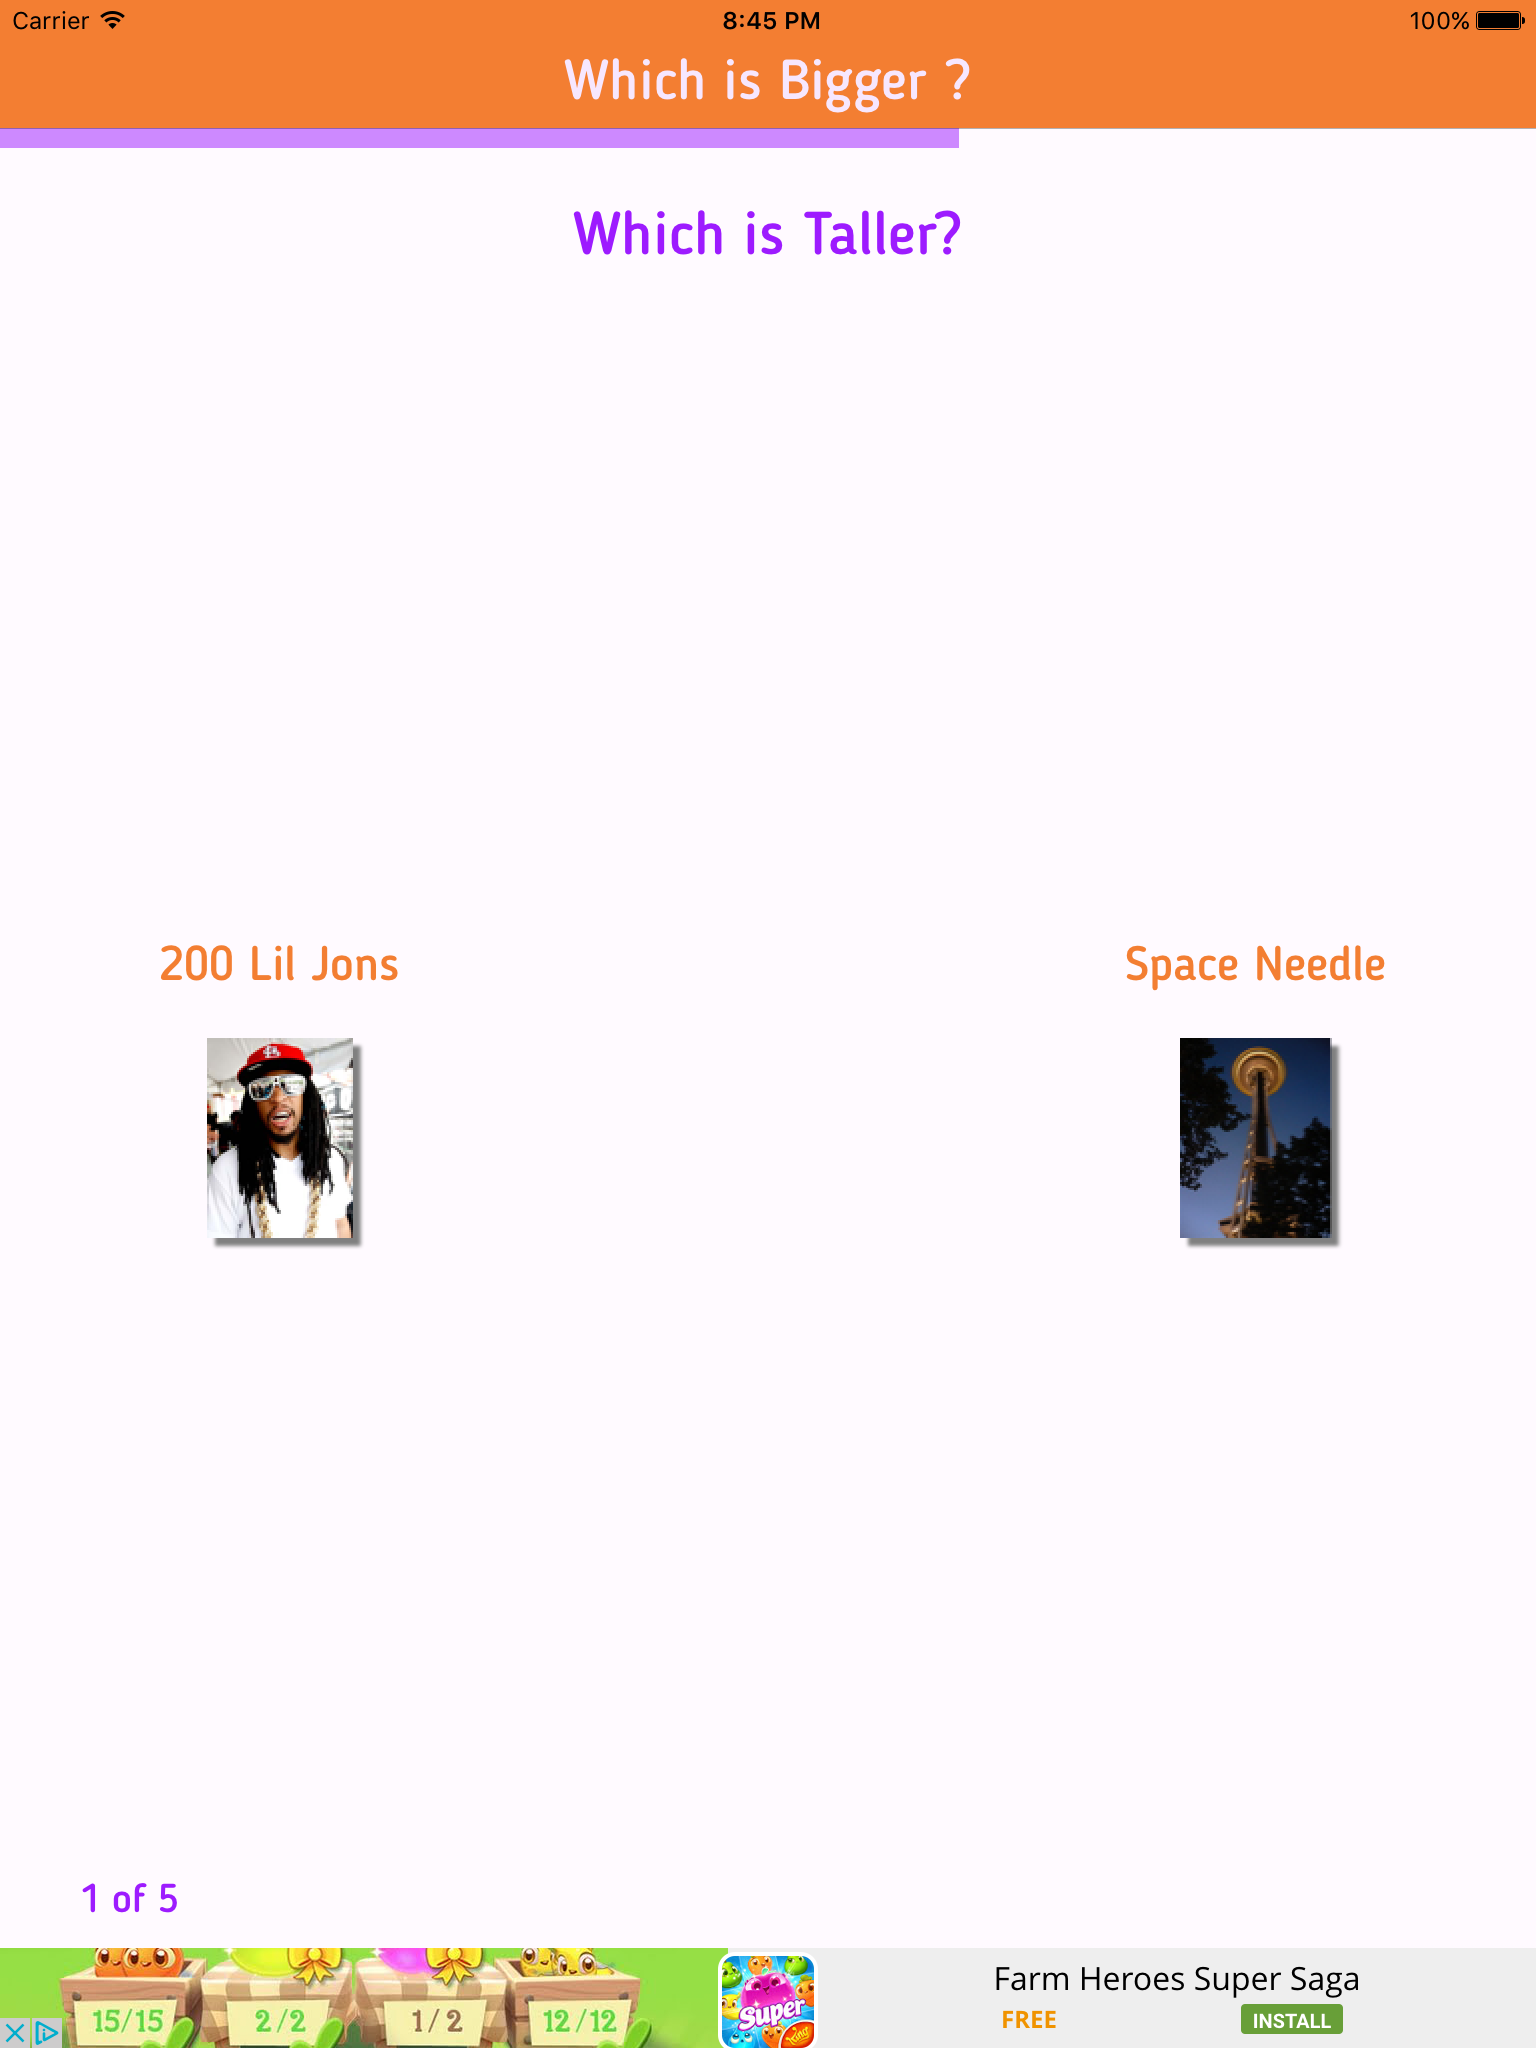 Carrier 8:45 PM 100%
Which is Bigger ?
Which is Taller?
200 Lil Jons Space Needle
1 of 5
15/15 2/2 1/2 12/12
Super
King
Farm Heroes Super Saga
FREE INSTALL